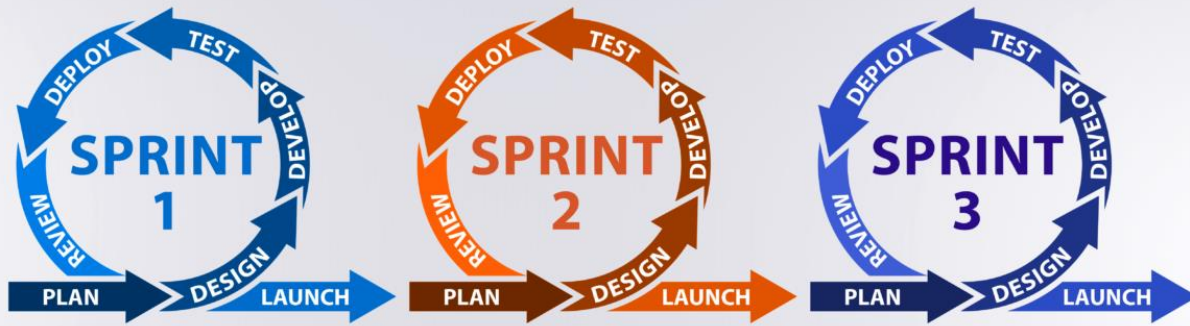 SPRINT
1
PLAN
DESIGN
DEVELOP
TEST
DEPLOY
REVIEW
LAUNCH
SPRINT
2
PLAN
DESIGN
DEVELOP
TEST
DEPLOY
REVIEW
LAUNCH
SPRINT
3
PLAN
DESIGN
DEVELOP
TEST
DEPLOY
REVIEW
LAUNCH